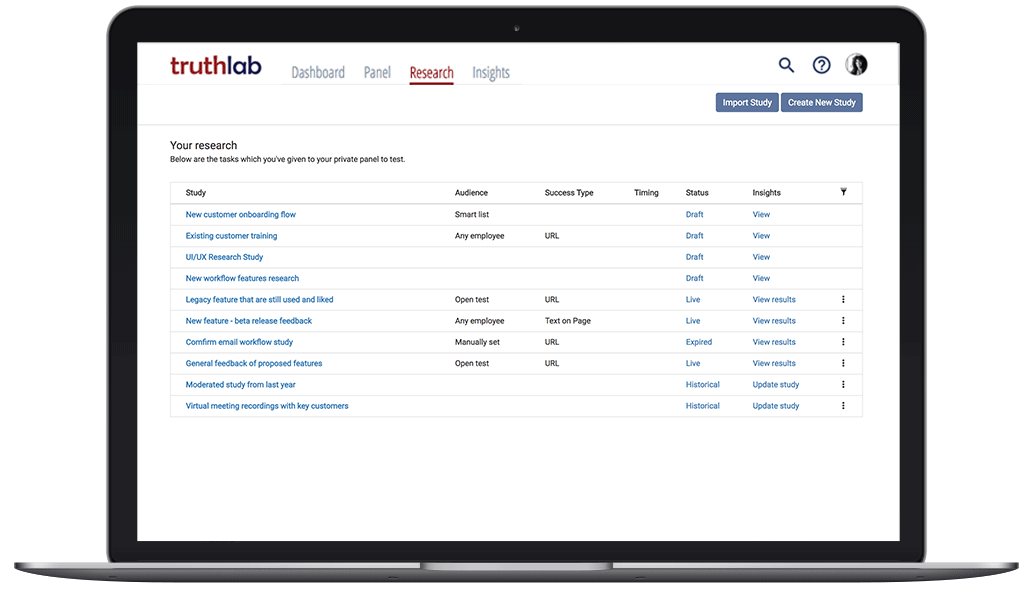 truthlab
Dashboard Panel Research Insights
Import Study Create New Study
Your research
Below are the tasks which you've given to your private panel to test.
Study Audience Success Type Timing Status Insights
New customer onboarding flow Smart list Draft View
Existing customer training Any employee URL Draft View
UI/UX Research Study Draft View
New workflow features research Draft View
Legacy feature that are still used and liked Open test URL Live View results
New feature - beta release feedback Any employee Text on Page Live View results
Comfirm email workflow study Manually set URL Expired View results
General feedback of proposed features Open test URL Live View results
Moderated study from last year Historical Update study
Virtual meeting recordings with key customers Historical Update study